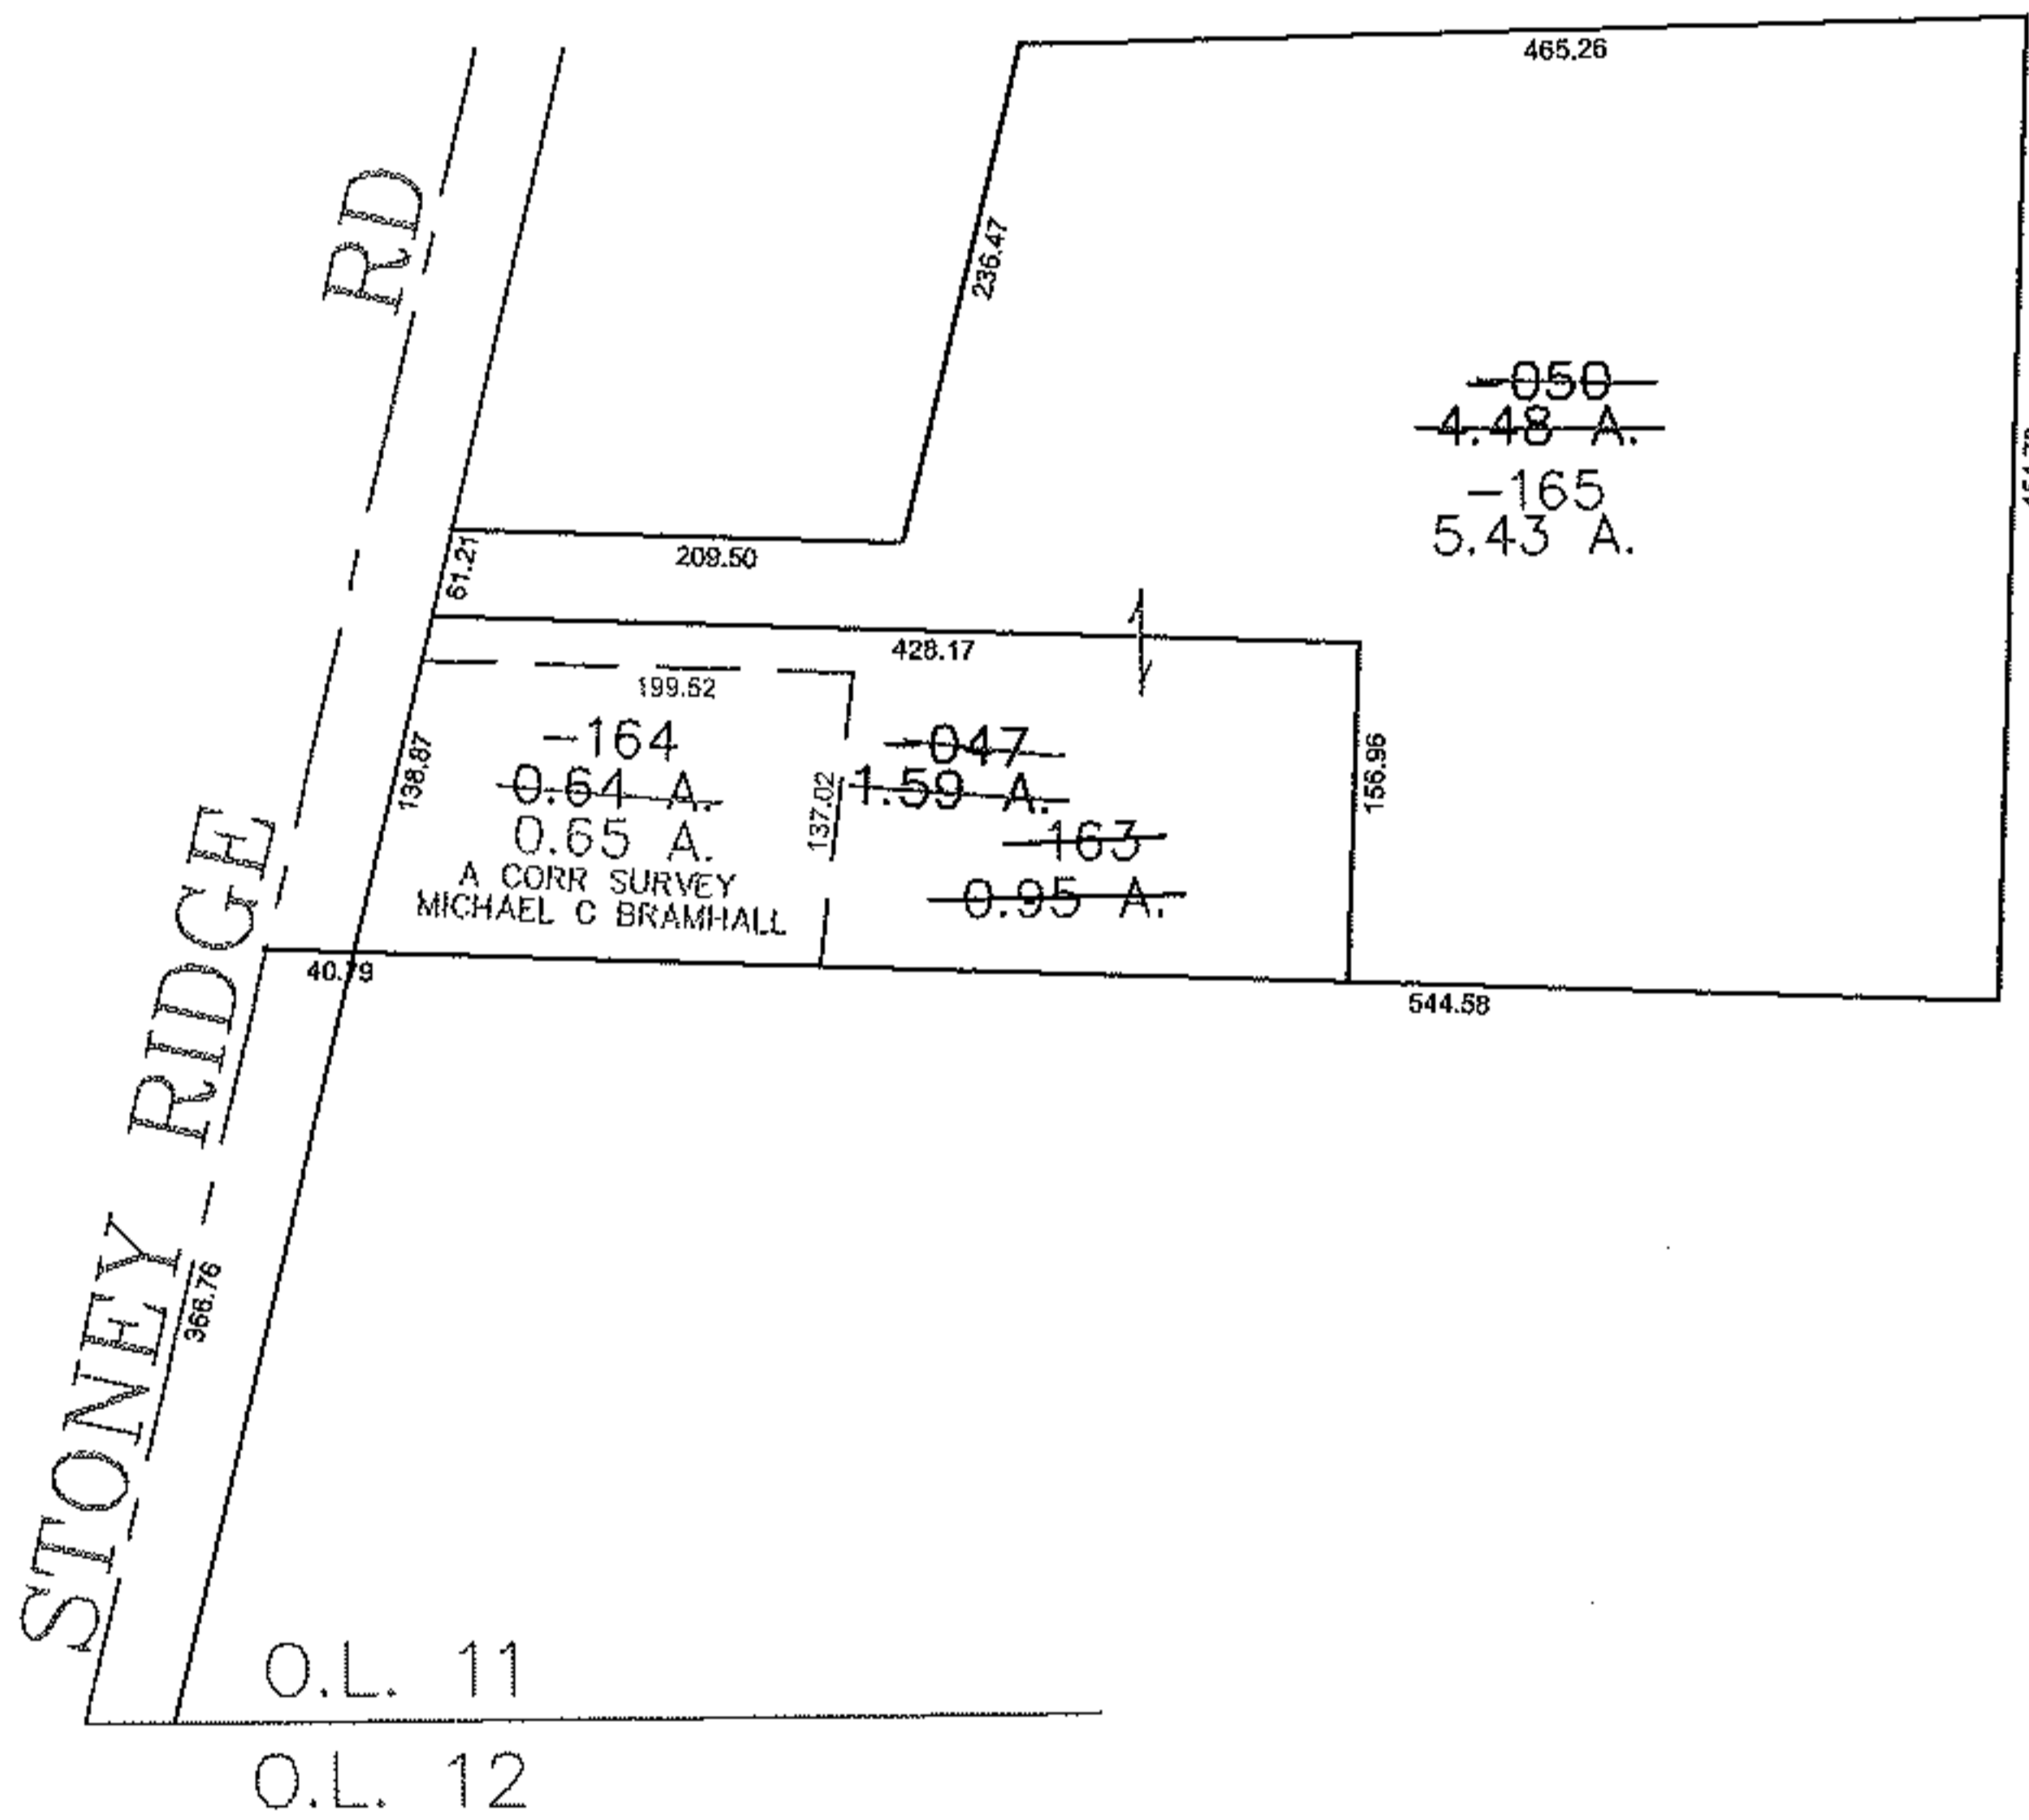 465.26
236.47
-050
4.48 A.
-165
5.43 A.
61.21
209.50
428.17
199.62
-164
0.64 A.
0.65 A.
A CORR SURVEY
MICHAEL C BRAMHALL
138.87
137.02
-047
1.59 A.
-163
0.95 A.
156.96
40.79
544.58
STONEY RIDGE RD
366.76
O.L. 11
O.L. 12